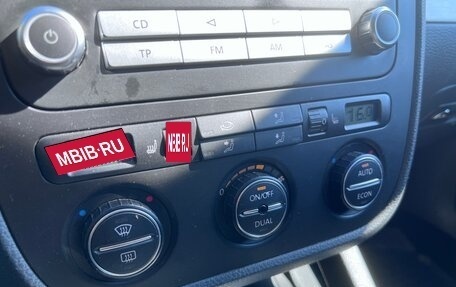 CD
TP FM AM
MBIB·RU
ON/OFF
DUAL
AUTO
ECON